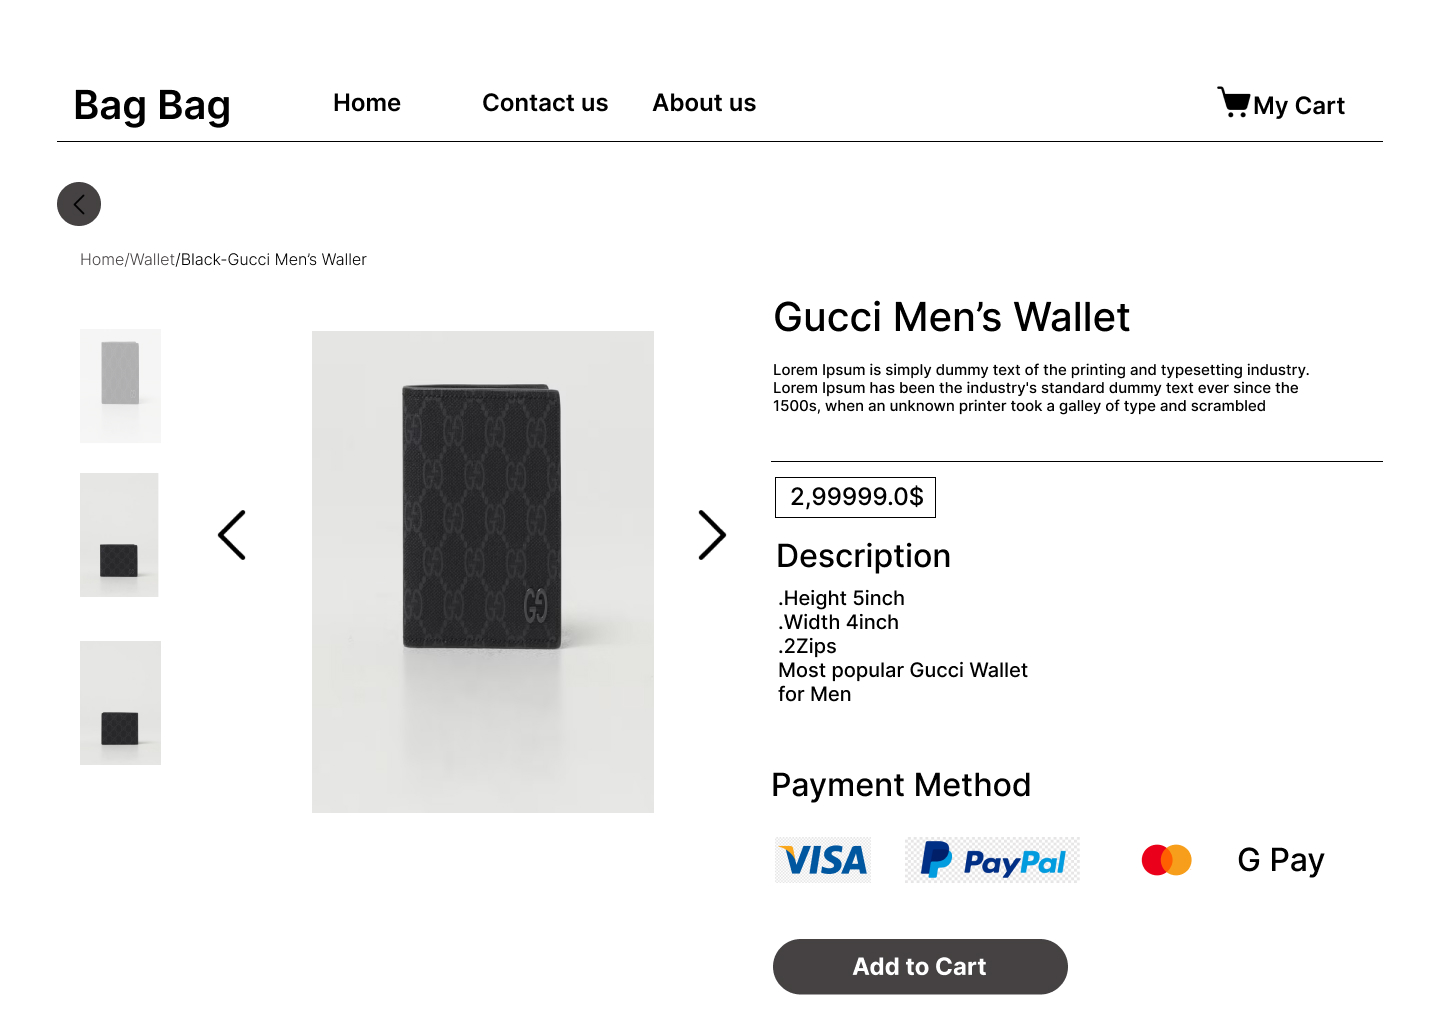 Bag Bag
Home
Contact us
About us
My Cart
Home/Wallet/Black-Gucci Men’s Waller
Gucci Men’s Wallet
Lorem Ipsum is simply dummy text of the printing and typesetting industry.
Lorem Ipsum has been the industry's standard dummy text ever since the
1500s, when an unknown printer took a galley of type and scrambled
2,99999.0$
Description
.Height 5inch
.Width 4inch
.2Zips
Most popular Gucci Wallet
for Men
Payment Method
VISA
PayPal
G Pay
Add to Cart